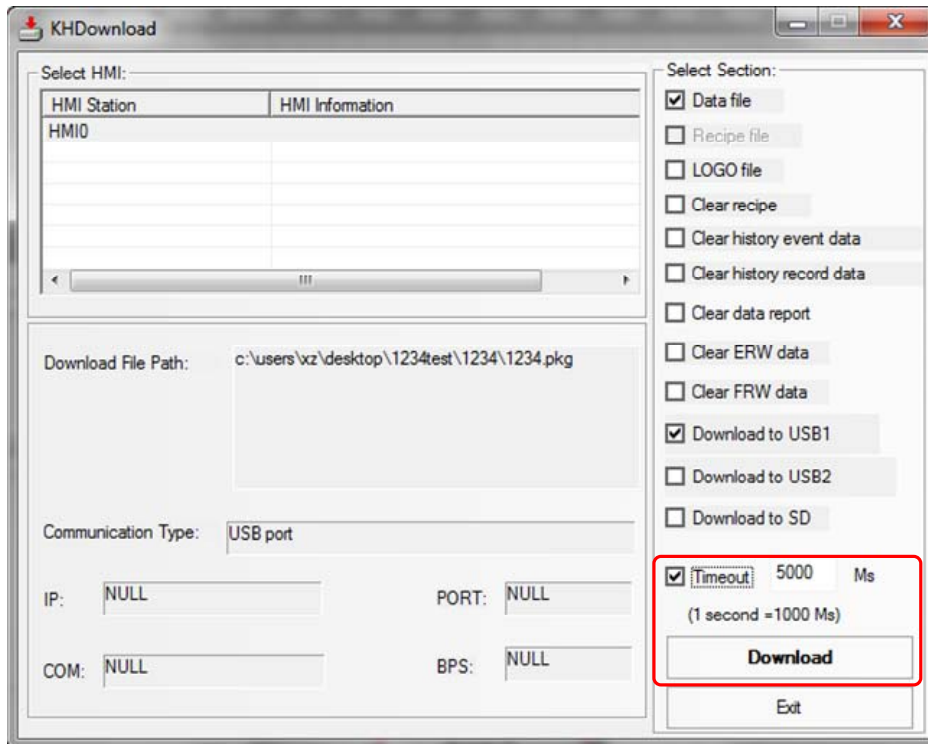 KHDownload
Select HMI:
HMI Station HMI Information
HMI0
Download File Path: c:\users\xz\desktop\1234test\1234\1234.pkg
Communication Type: USB port
IP: NULL PORT: NULL
COM: NULL BPS: NULL
Select Section:
Data file
Recipe file
LOGO file
Clear recipe
Clear history event data
Clear history record data
Clear data report
Clear ERW data
Clear FRW data
Download to USB1
Download to USB2
Download to SD
Timeout 5000 Ms
(1 second =1000 Ms)
Download
Exit